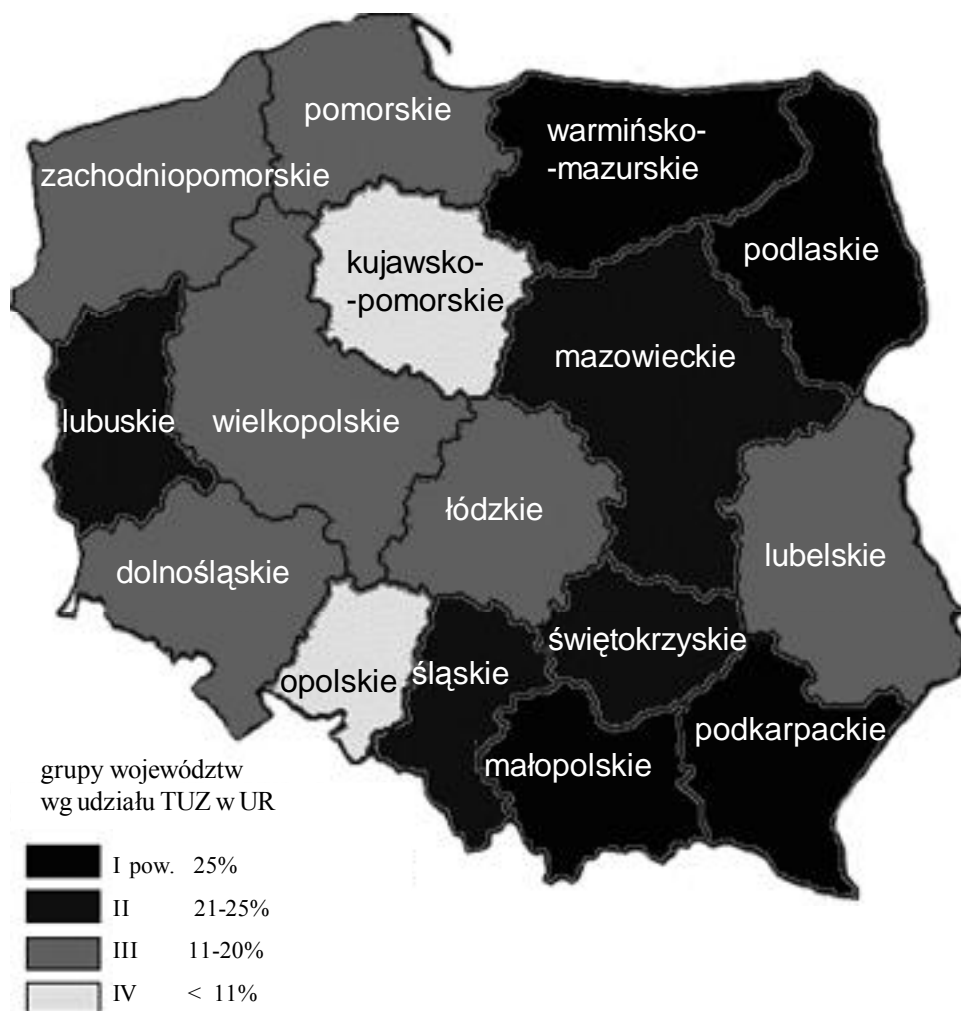 pomorskie
warmińsko-
-mazurskie
zachodniopomorskie
podlaskie
kujawsko-
-pomorskie
mazowieckie
lubuskie
wielkopolskie
łódzkie
lubelskie
dolnośląskie
świętokrzyskie
opolskie
śląskie
podkarpackie
małopolskie
grupy województw
wg udziału TUZ w UR
I pow. 25%
II 21-25%
III 11-20%
IV < 11%